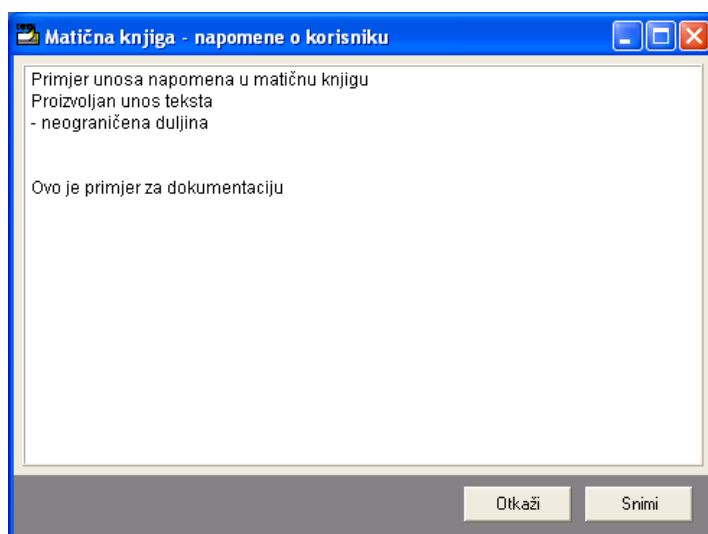 Matična knjiga - napomene o korisniku
Primjer unosa napomena u matičnu knjigu
Proizvoljan unos teksta
- neograničena duljina
Ovo je primjer za dokumentaciju
Otkaži
Snimi